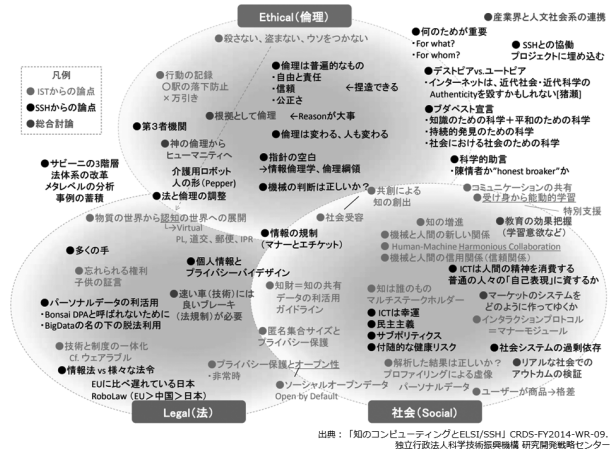 Ethical(倫理)
●殺さない、盗まない、ウソをつかない
●産業界と人文社会系の連携
●何のためが重要
・For what?
・For whom?
●SSHとの協働
プロジェクトに埋め込む
凡例
●ISTからの論点
●SSHからの論点
●総合討論
●行動の記録
○駅の落下防止
×万引き
●倫理は普遍的なもの
・自由と責任
・信頼
・公正さ
←捏造できる
●デストピアvs.ユートピア
・インターネットは、近代社会・近代科学の
Authenticityを毀すかもしれない[猪瀬]
●ブダペスト宣言
・知識のための科学+平和のための科学
・持続的発見のための科学
・社会における社会のための科学
●根拠として倫理
←Reasonが大事
●第3者機関
●倫理は変わる、人も変わる
●神の倫理から
ヒューマニティへ
●指針の空白
→情報倫理学、倫理綱領
●科学的助言
・陳情者か"honest broaker"か
●サビーニの3階層
法体系の改革
メタレベルの分析
事例の蓄積
介護用ロボット
人の形(Pepper)
●法と倫理の調整
●機械の判断は正しいか?
●共創による
知の創出
●コミュニケーションの共有
●受け身から能動的学習
特別支援
●物質の世界から認知の世界への展開
└→Virtual
PL, 道交, 郵便, IPR
●社会受容
●情報の規制
(マナーとエチケット)
●知の増進
●機械と人間の新しい関係
●Human-Machine Harmonious Collaboration
●機械と人間の信用関係(信頼関係)
●教育の効果把握
(学習意欲など)
●多くの手
●個人情報と
プライバシーバイデザイン
●ICTは人間の精神を消費する
普通の人々の「自己表現」に資するか
●忘れられる権利
子供の証言
●知財=知の共有
データの利活用
ガイドライン
●知は誰のもの
マルチステークホルダー
●マーケットのシステムを
どのように作ってゆくか
●パーソナルデータの利活用
・Bonsai DPAと呼ばれないために
・BigDataの名の下の脱法利用
●速い車(技術)には
良いブレーキ
(法規制)が必要
●ICTは幸運
●民主主義
●サブポリティクス
●付随的な健康リスク
●インタラクションプロトコル
=マナーモジュール
●匿名集合サイズと
プライバシー保護
●技術と制度の一体化
Cf. ウェアラブル
●社会システムの過剰依存
●情報法 vs 様々な法令
EUに比べ遅れている日本
RoboLaw(EU>中国>日本)
●プライバシー保護とオープン性
・非常時
●解析した結果は正しいか?
プロファイリングによる虚像
パーソナルデータ
●リアルな社会での
アウトカムの検証
●ソーシャルオープンデータ
Open by Default
●ユーザーが商品→格差
Legal(法)
社会(Social)
出典:「知のコンピューティングとELSI/SSH」CRDS-FY2014-WR-09.
独立行政法人科学技術振興機構 研究開発戦略センター